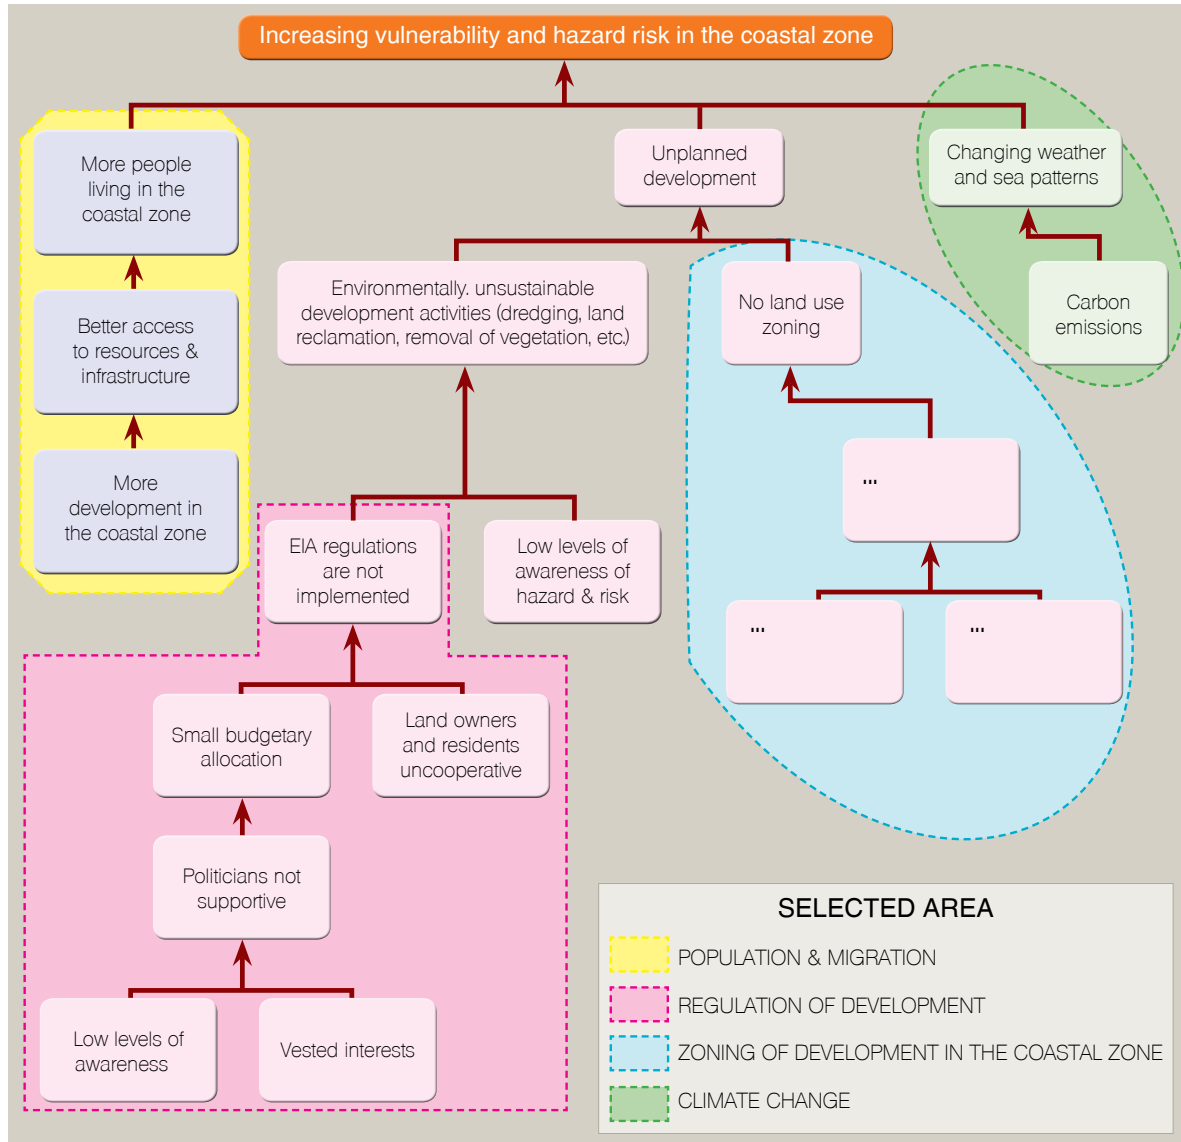 Increasing vulnerability and hazard risk in the coastal zone
More people
living in the
coastal zone
Unplanned
development
Changing weather
and sea patterns
Better access
to resources &
infrastructure
Environmentally. unsustainable
development activities (dredging, land
reclamation, removal of vegetation, etc.)
No land use
zoning
Carbon
emissions
More
development in
the coastal zone
...
EIA regulations
are not
implemented
Low levels of
awareness of
hazard & risk
...
...
Small budgetary
allocation
Land owners
and residents
uncooperative
Politicians not
supportive
Low levels of
awareness
Vested interests
SELECTED AREA
POPULATION & MIGRATION
REGULATION OF DEVELOPMENT
ZONING OF DEVELOPMENT IN THE COASTAL ZONE
CLIMATE CHANGE